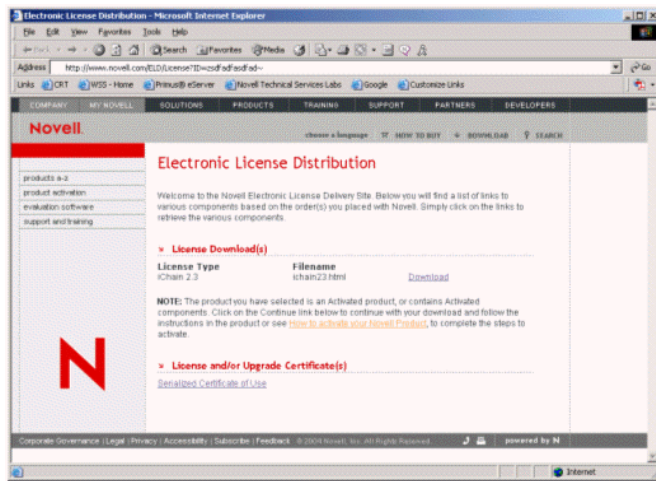 Electronic License Distribution - Microsoft Internet Explorer
File Edit View Favorites Tools Help
Back Search Favorites Media
Address http://www.novell.com/ELD/License?ID=zsdfadfasdfad~ Go
Links CRT WSS - Home Primus® eServer Novell Technical Services Labs Google Customize Links
COMPANY MY NOVELL SOLUTIONS PRODUCTS TRAINING SUPPORT PARTNERS DEVELOPERS
Novell.
choose a language HOW TO BUY DOWNLOAD SEARCH
Electronic License Distribution
products a-z
product activation
evaluation software
support and training
Welcome to the Novell Electronic License Delivery Site. Below you will find a list of links to
various components based on the order(s) you placed with Novell. Simply click on the links to
retrieve the various components.
» License Download(s)
License Type Filename
iChain 2.3 ichain23.html Download
NOTE: The product you have selected is an Activated product, or contains Activated
components. Click on the Continue link below to continue with your download and follow the
instructions in the product or see How to activate your Novell Product, to complete the steps to
activate.
N
» License and/or Upgrade Certificate(s)
Serialized Certificate of Use
Corporate Governance | Legal | Privacy | Accessibility | Subscribe | Feedback © 2004 Novell, Inc. All Rights Reserved. powered by N
Internet